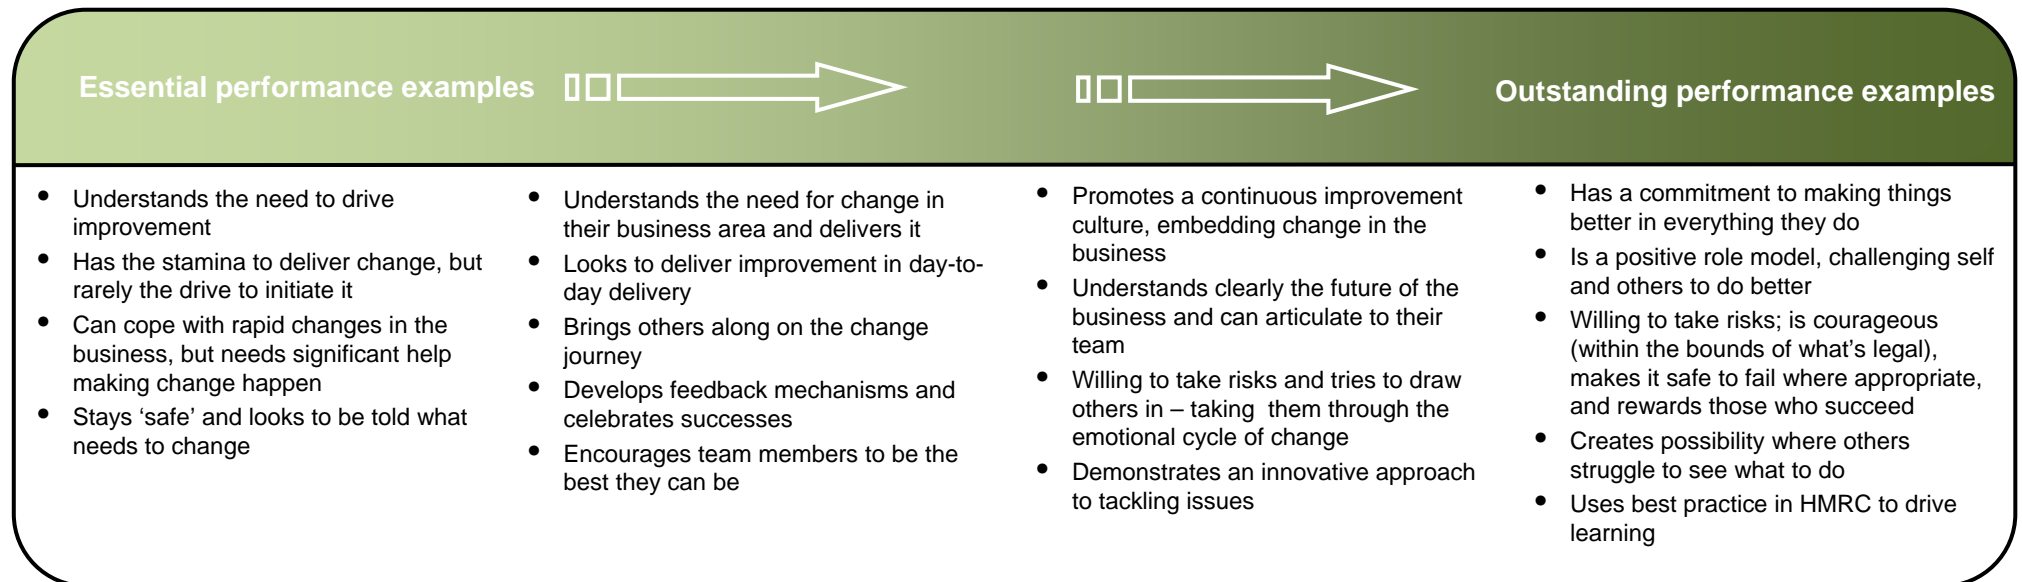 Essential performance examples
Outstanding performance examples
• Understands the need to drive
improvement
• Has the stamina to deliver change, but
rarely the drive to initiate it
• Can cope with rapid changes in the
business, but needs significant help
making change happen
• Stays ‘safe’ and looks to be told what
needs to change
• Understands the need for change in
their business area and delivers it
• Looks to deliver improvement in day-to-
day delivery
• Brings others along on the change
journey
• Develops feedback mechanisms and
celebrates successes
• Encourages team members to be the
best they can be
• Promotes a continuous improvement
culture, embedding change in the
business
• Understands clearly the future of the
business and can articulate to their
team
• Willing to take risks and tries to draw
others in – taking  them through the
emotional cycle of change
• Demonstrates an innovative approach
to tackling issues
• Has a commitment to making things
better in everything they do
• Is a positive role model, challenging self
and others to do better
• Willing to take risks; is courageous
(within the bounds of what’s legal),
makes it safe to fail where appropriate,
and rewards those who succeed
• Creates possibility where others
struggle to see what to do
• Uses best practice in HMRC to drive
learning